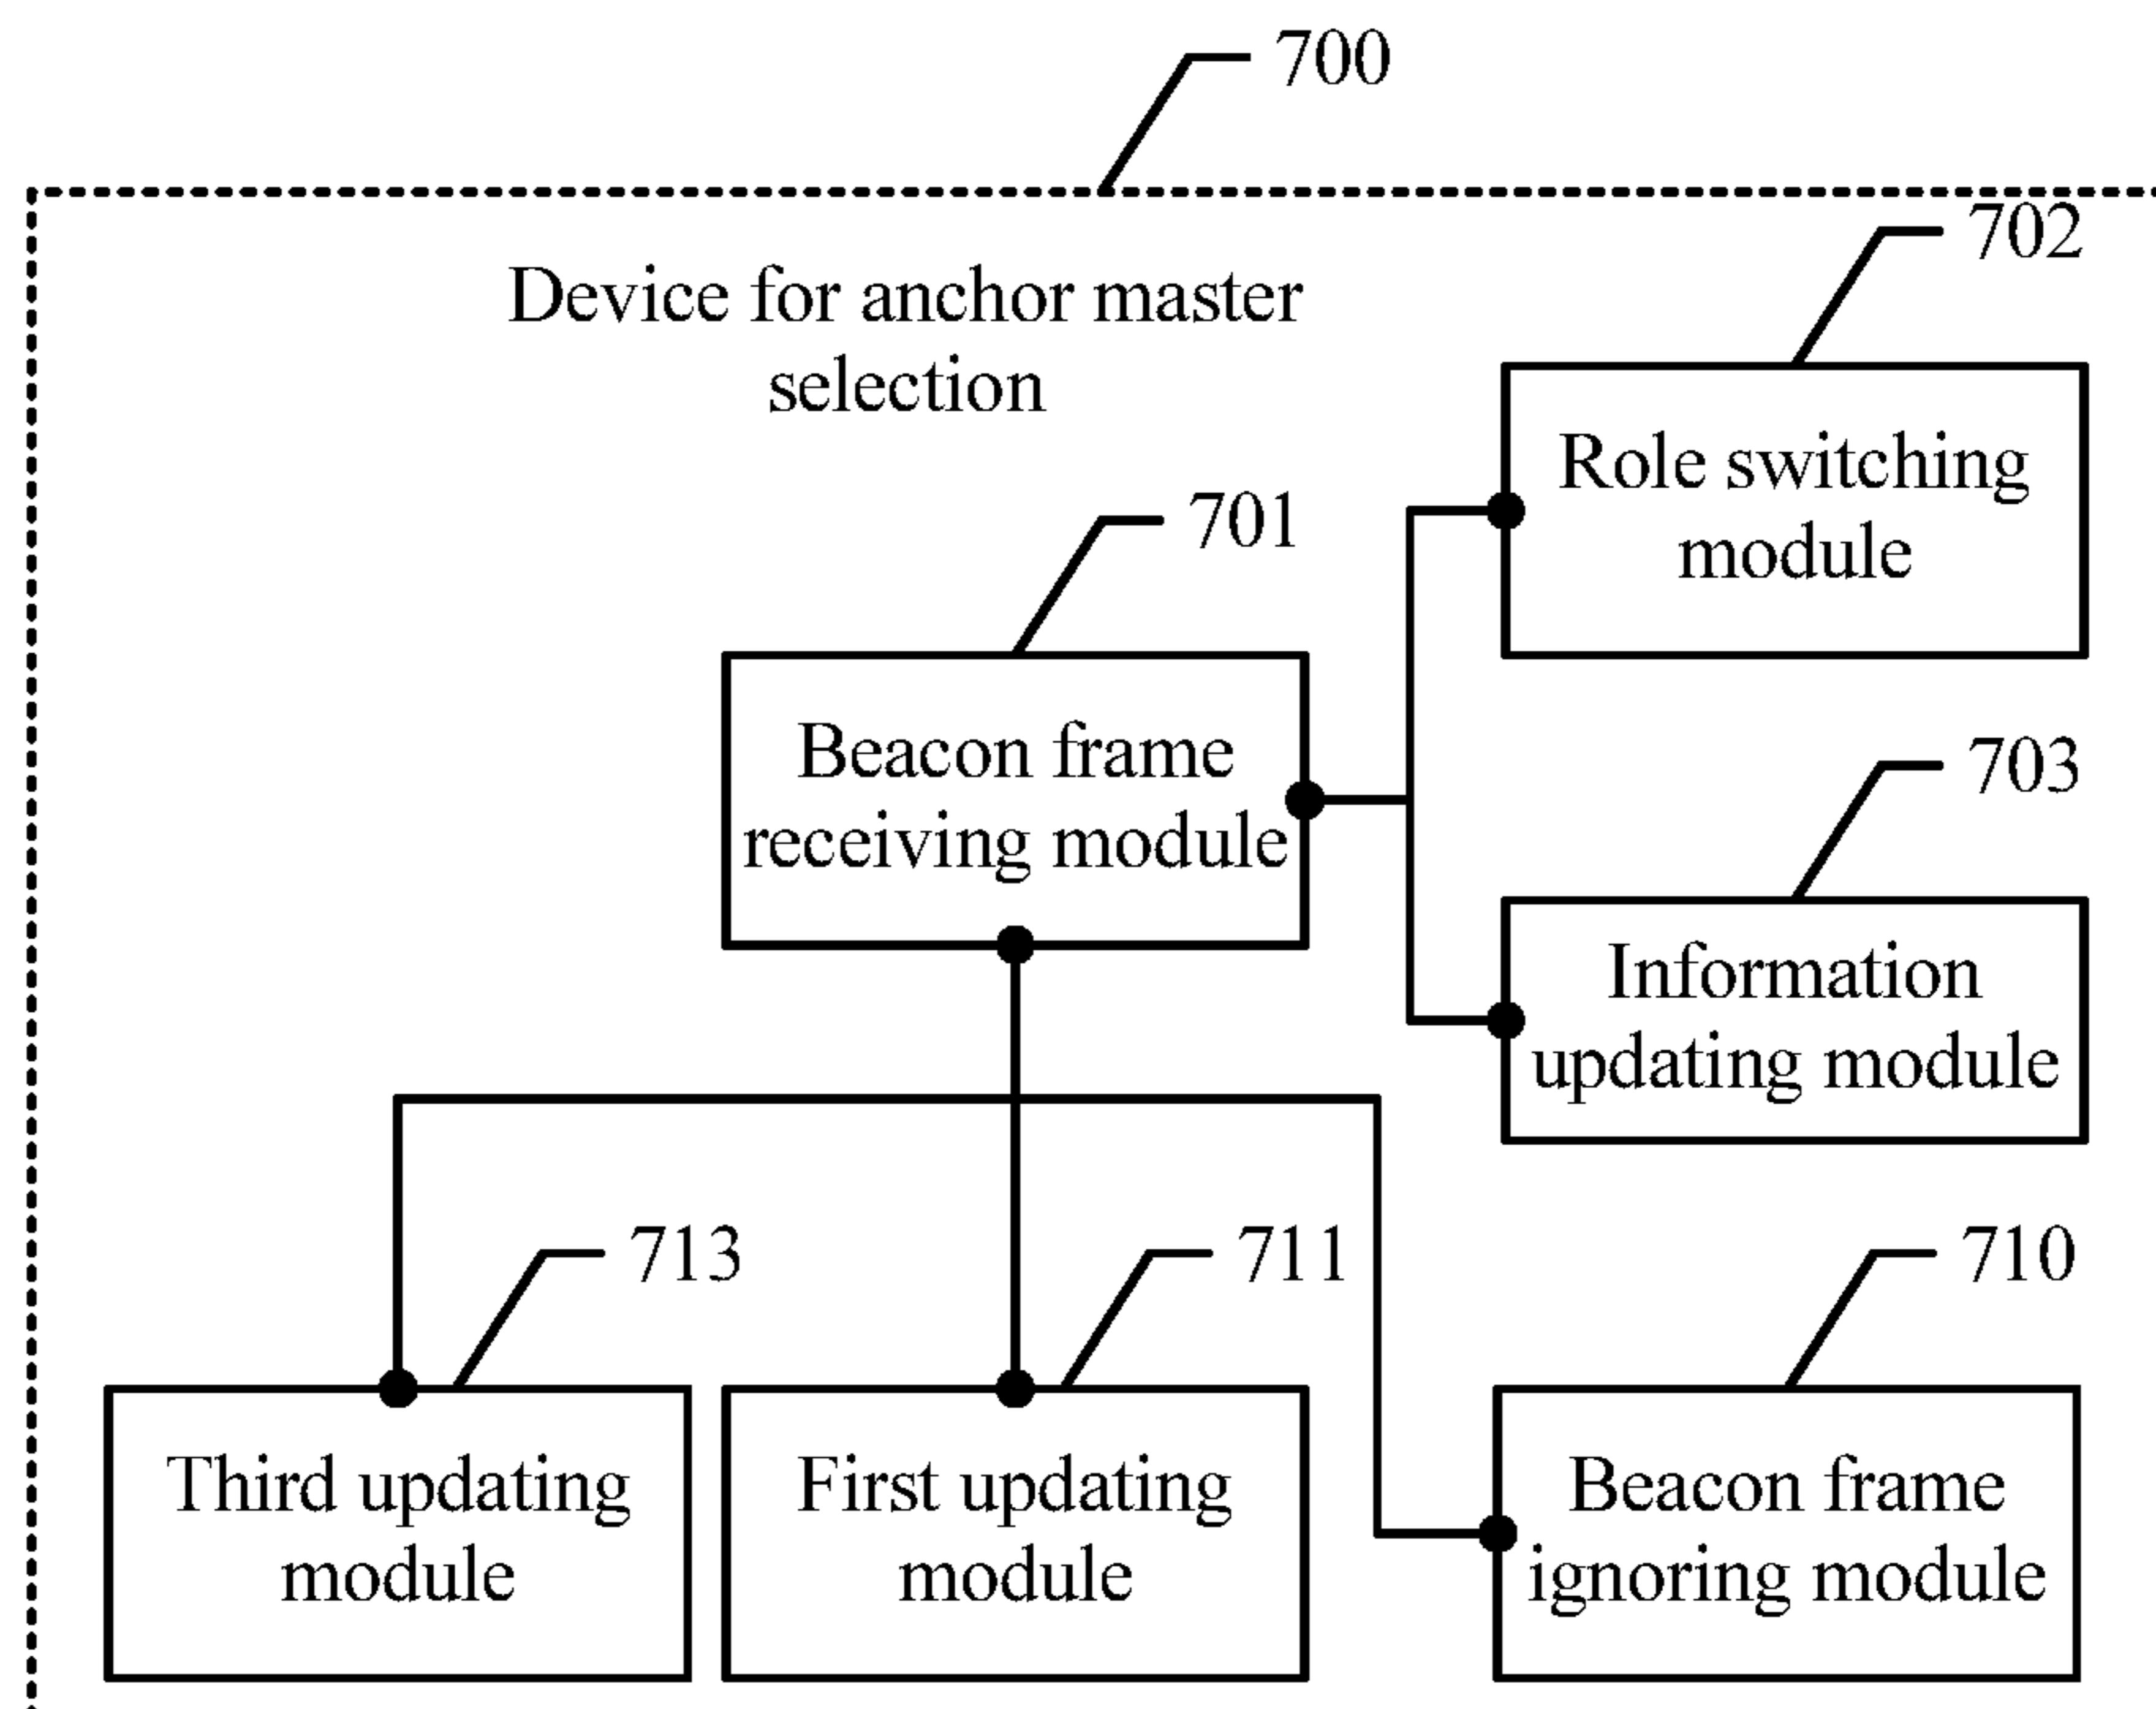 700
702
Device for anchor master
selection
Role switching
module
701
Beacon frame
receiving module
703
Information
updating module
713
711
710
Third updating
module
First updating
module
Beacon frame
ignoring module